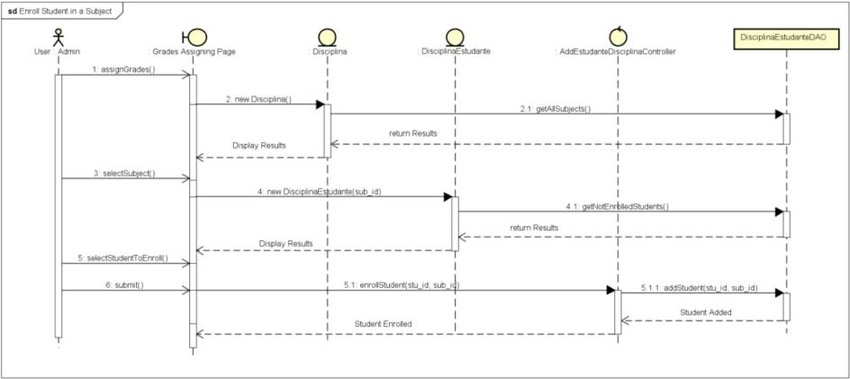 sd Enroll Student in a Subject
User : Admin
: Grades Assigning Page
: Disciplina
: DisciplinaEstudante
: AddEstudanteDisciplinaController
DisciplinaEstudanteDAO
1: assignGrades()
2: new Disciplina()
2.1: getAllSubjects()
return Results
Display Results
3: selectSubject()
4: new DisciplinaEstudante(sub_id)
4.1: getNotEnrolledStudents()
return Results
Display Results
5: selectStudentToEnroll()
6: submit()
5.1: enrollStudent(stu_id, sub_id)
5.1.1: addStudent(stu_id, sub_id)
Student Added
Student Enrolled